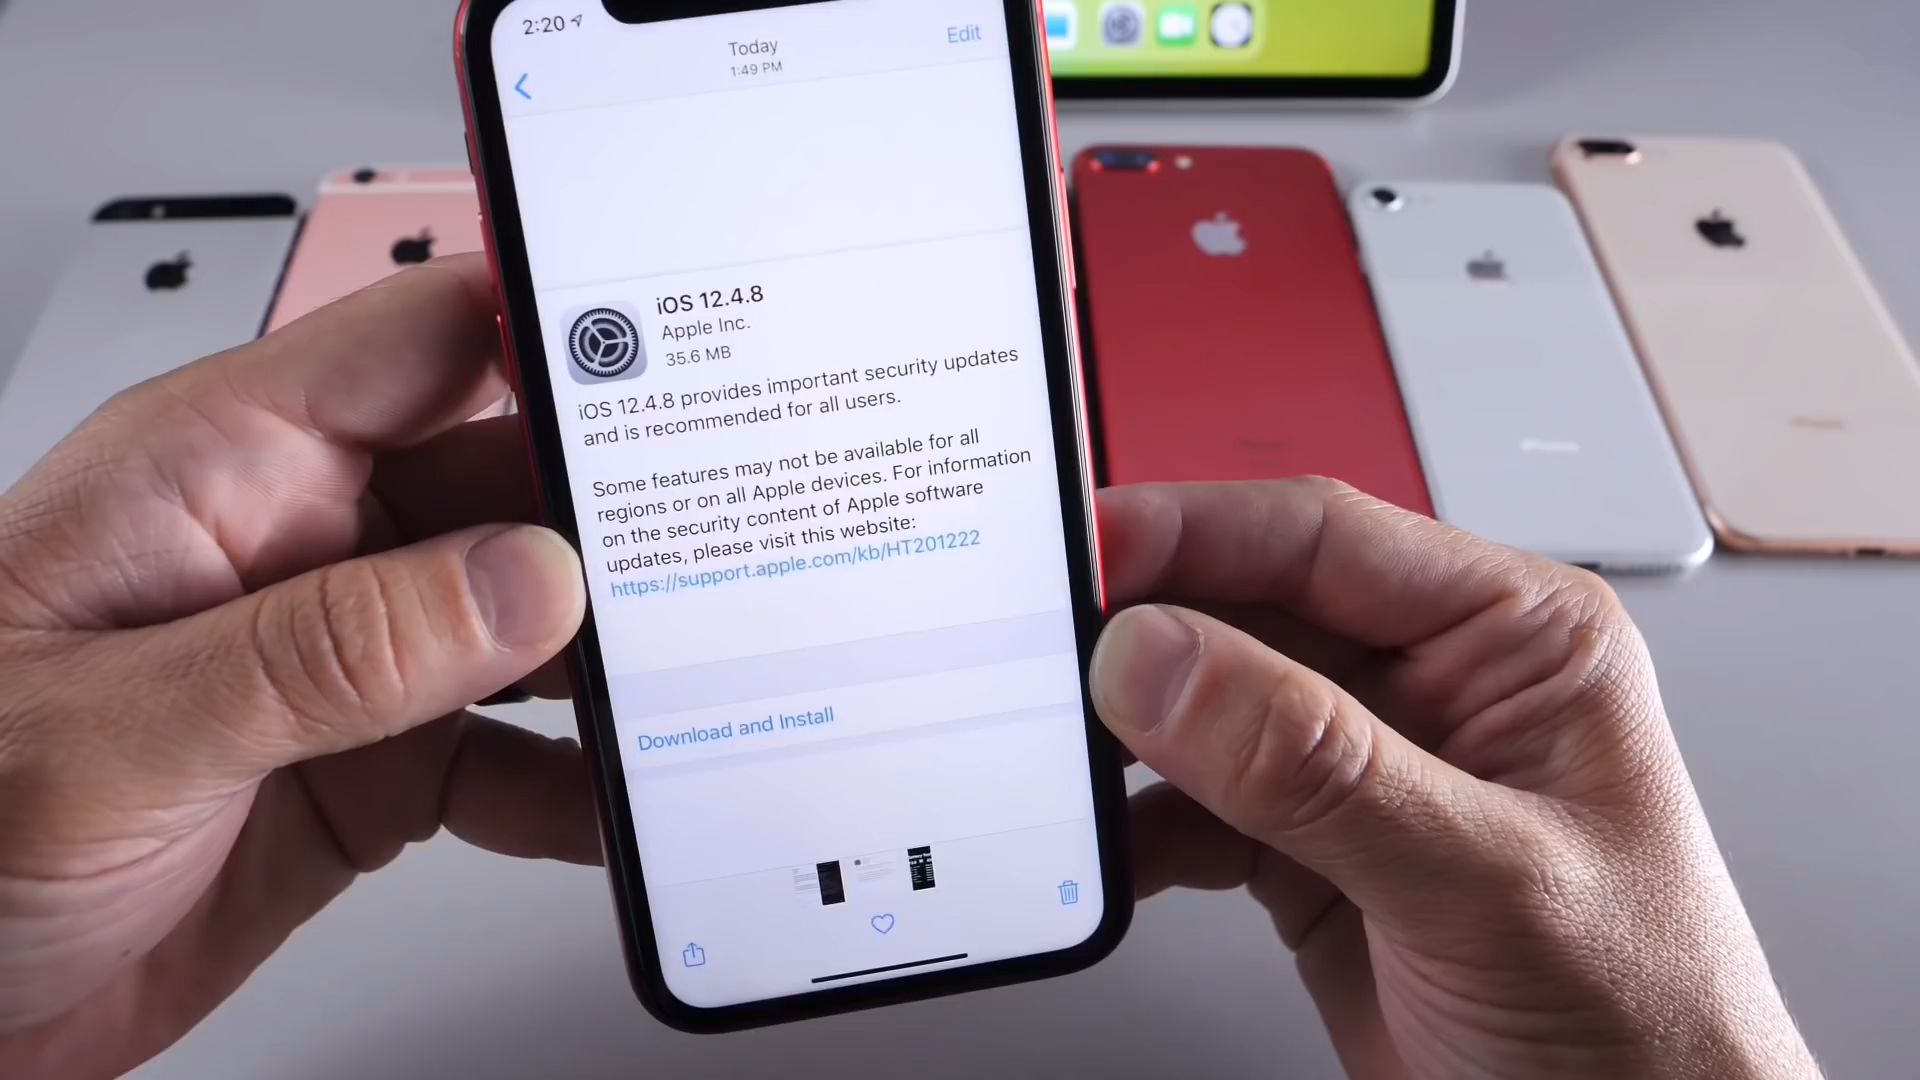 2:20
Today
Edit
1:49 PM
iOS 12.4.8
Apple Inc.
35.6 MB
iOS 12.4.8 provides important security updates
and is recommended for all users.
Some features may not be available for all
regions or on all Apple devices. For information
on the security content of Apple software
updates, please visit this website:
https://support.apple.com/kb/HT201222
Download and Install